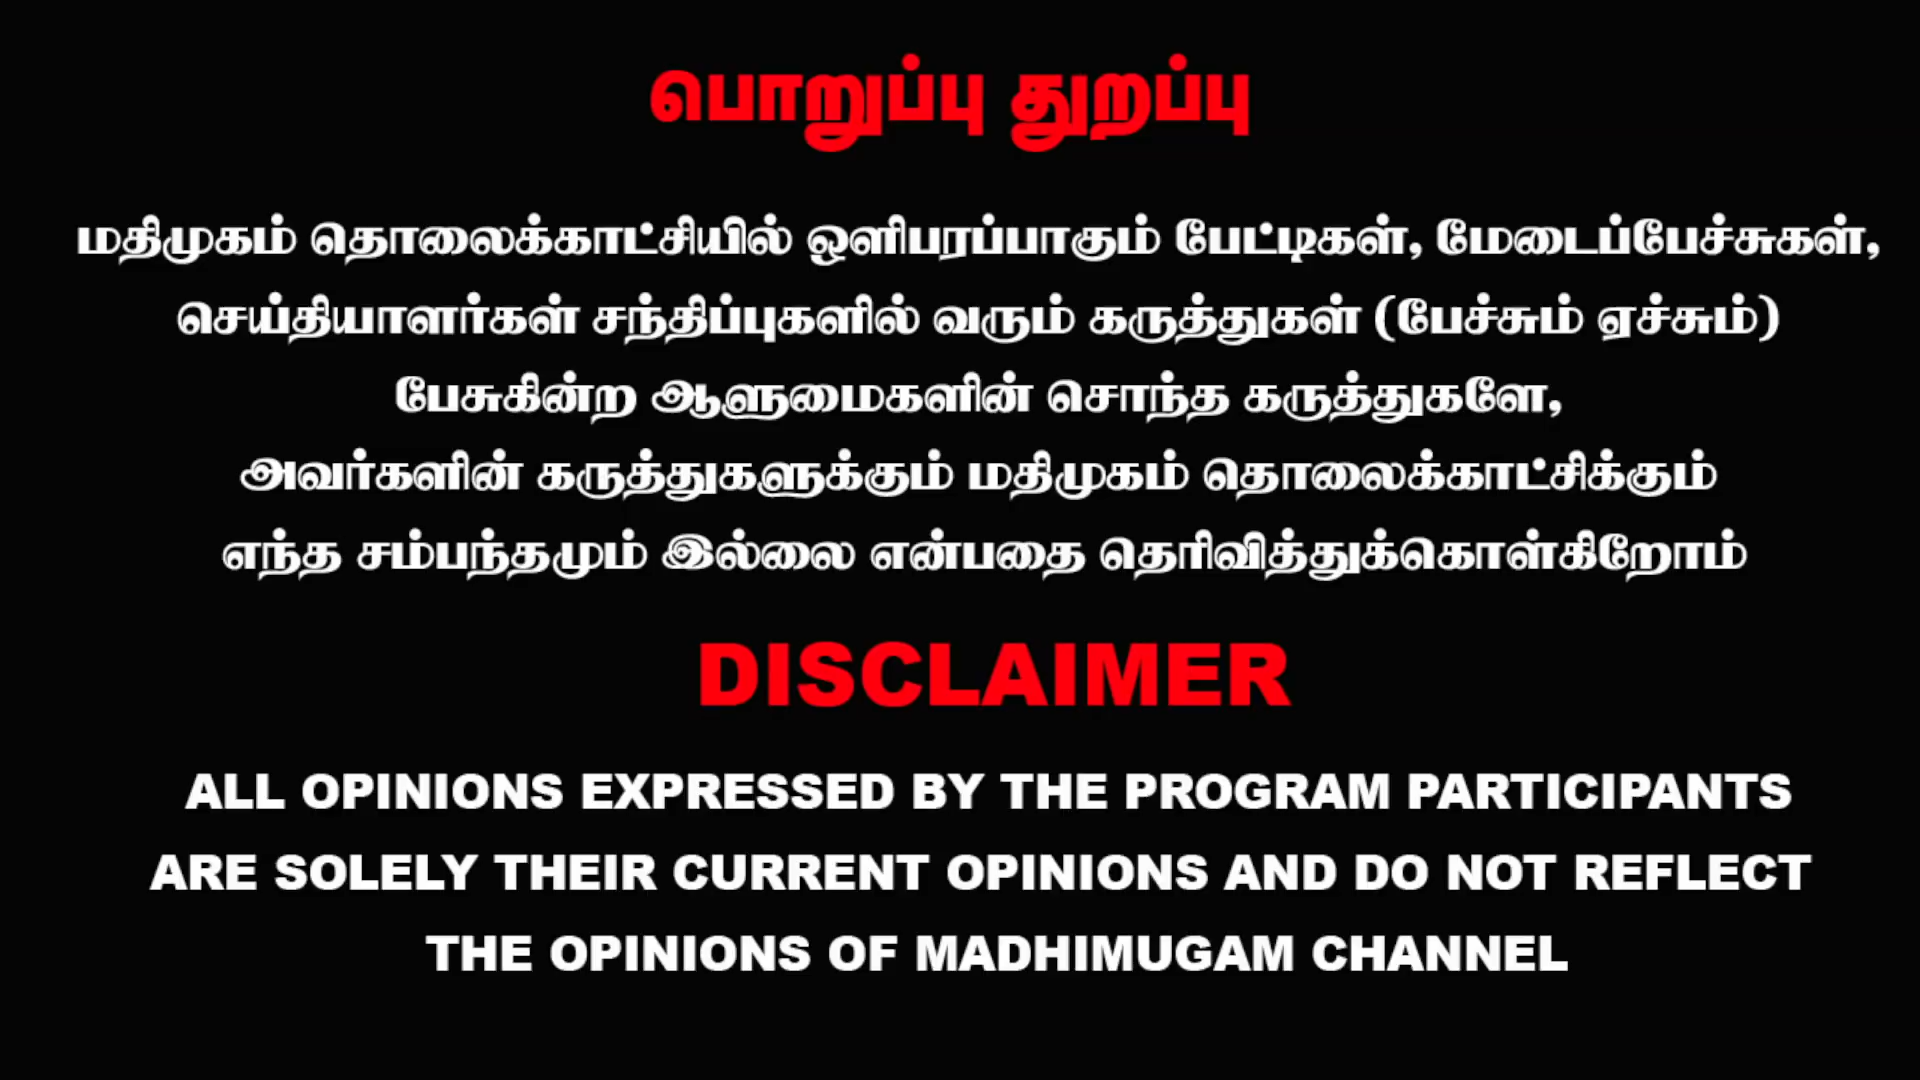 பொறுப்பு துறப்பு
மதிமுகம் தொலைக்காட்சியில் ஒளிபரப்பாகும் பேட்டிகள், மேடைப்பேச்சுகள்,
செய்தியாளர்கள் சந்திப்புகளில் வரும் கருத்துகள் (பேச்சும் ஏச்சும்)
பேசுகின்ற ஆளுமைகளின் சொந்த கருத்துகளே,
அவர்களின் கருத்துகளுக்கும் மதிமுகம் தொலைக்காட்சிக்கும்
எந்த சம்பந்தமும் இல்லை என்பதை தெரிவித்துக்கொள்கிறோம்
DISCLAIMER
ALL OPINIONS EXPRESSED BY THE PROGRAM PARTICIPANTS
ARE SOLELY THEIR CURRENT OPINIONS AND DO NOT REFLECT
THE OPINIONS OF MADHIMUGAM CHANNEL